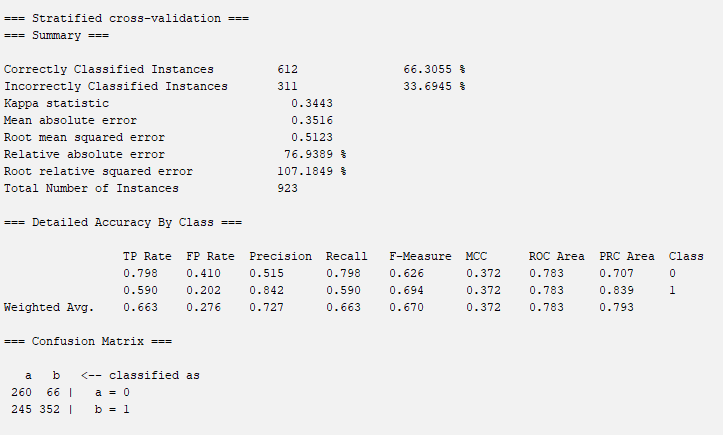 === Stratified cross-validation ===
=== Summary ===
Correctly Classified Instances 612 66.3055 %
Incorrectly Classified Instances 311 33.6945 %
Kappa statistic 0.3443
Mean absolute error 0.3516
Root mean squared error 0.5123
Relative absolute error 76.9389 %
Root relative squared error 107.1849 %
Total Number of Instances 923
=== Detailed Accuracy By Class ===
TP Rate FP Rate Precision Recall F-Measure MCC ROC Area PRC Area Class
0.798 0.410 0.515 0.798 0.626 0.372 0.783 0.707 0
0.590 0.202 0.842 0.590 0.694 0.372 0.783 0.839 1
Weighted Avg. 0.663 0.276 0.727 0.663 0.670 0.372 0.783 0.793
=== Confusion Matrix ===
a b <-- classified as
260 66 | a = 0
245 352 | b = 1